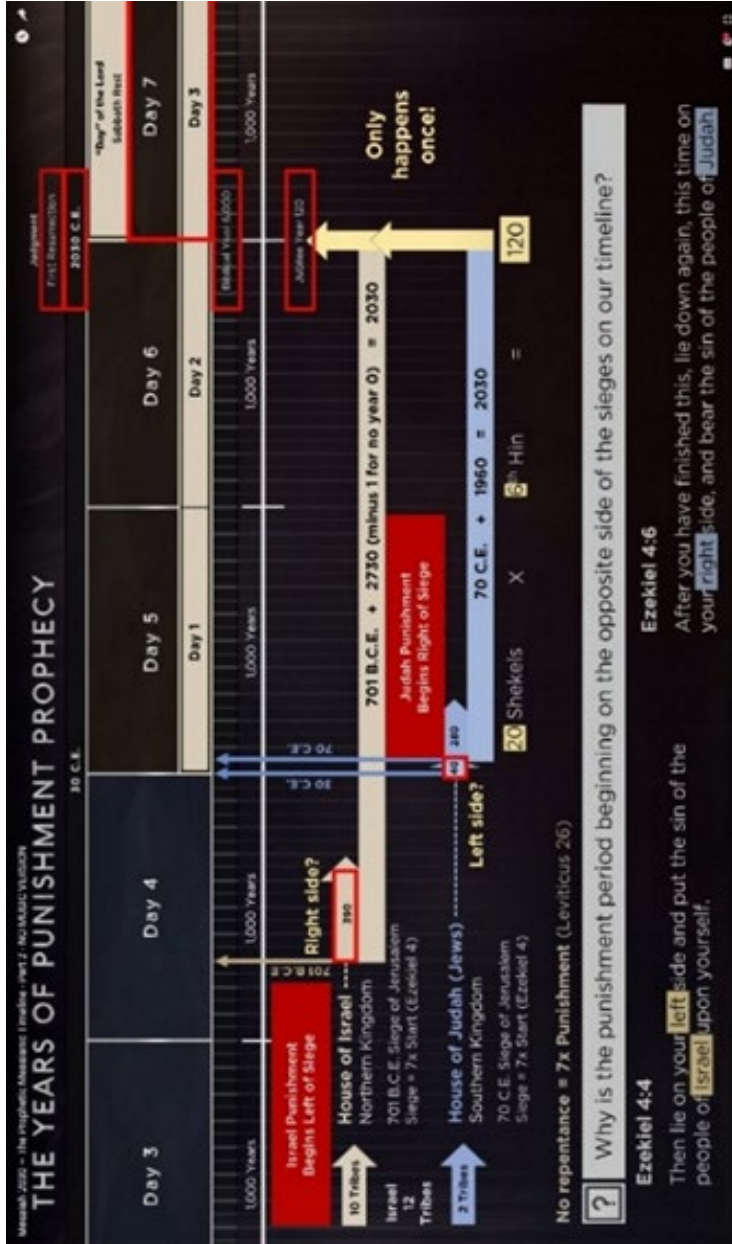 Messiah 2030 - The Prophetic Messianic Timeline - Part 2 - NO MUSIC VERSION
THE YEARS OF PUNISHMENT PROPHECY
Judgment
First Resurrection
30 C.E.
2030 C.E.
Day 3
Day 4
Day 5
Day 6
"Day" of the Lord
Sabbath Rest
Day 7
Day 1
Day 2
Day 3
Biblical Year 6,000
1,000 Years
1,000 Years
1,000 Years
1,000 Years
1,000 Years
Jubilee Year 120
Israel Punishment
Begins Left of Siege
701 B.C.E
30 C.E.
70 C.E.
Right side?
Only
happens
once!
10 Tribes
House of Israel
390
Northern Kingdom
701 B.C.E. + 2730 (minus 1 for no year 0) = 2030
701 B.C.E. Siege of Jerusalem
Siege = 7x Start (Ezekiel 4)
Israel
12
Tribes
Judah Punishment
Begins Right of Siege
2 Tribes
House of Judah (Jews)
40
280
Southern Kingdom
Left side?
70 C.E. + 1960 = 2030
70 C.E. Siege of Jerusalem
Siege = 7x Start (Ezekiel 4)
20 Shekels X 6th Hin = 120
No repentance = 7x Punishment (Leviticus 26)
? Why is the punishment period beginning on the opposite side of the sieges on our timeline?
Ezekiel 4:4
Then lie on your left side and put the sin of the
people of Israel upon yourself.
Ezekiel 4:6
After you have finished this, lie down again, this time on
your right side, and bear the sin of the people of Judah